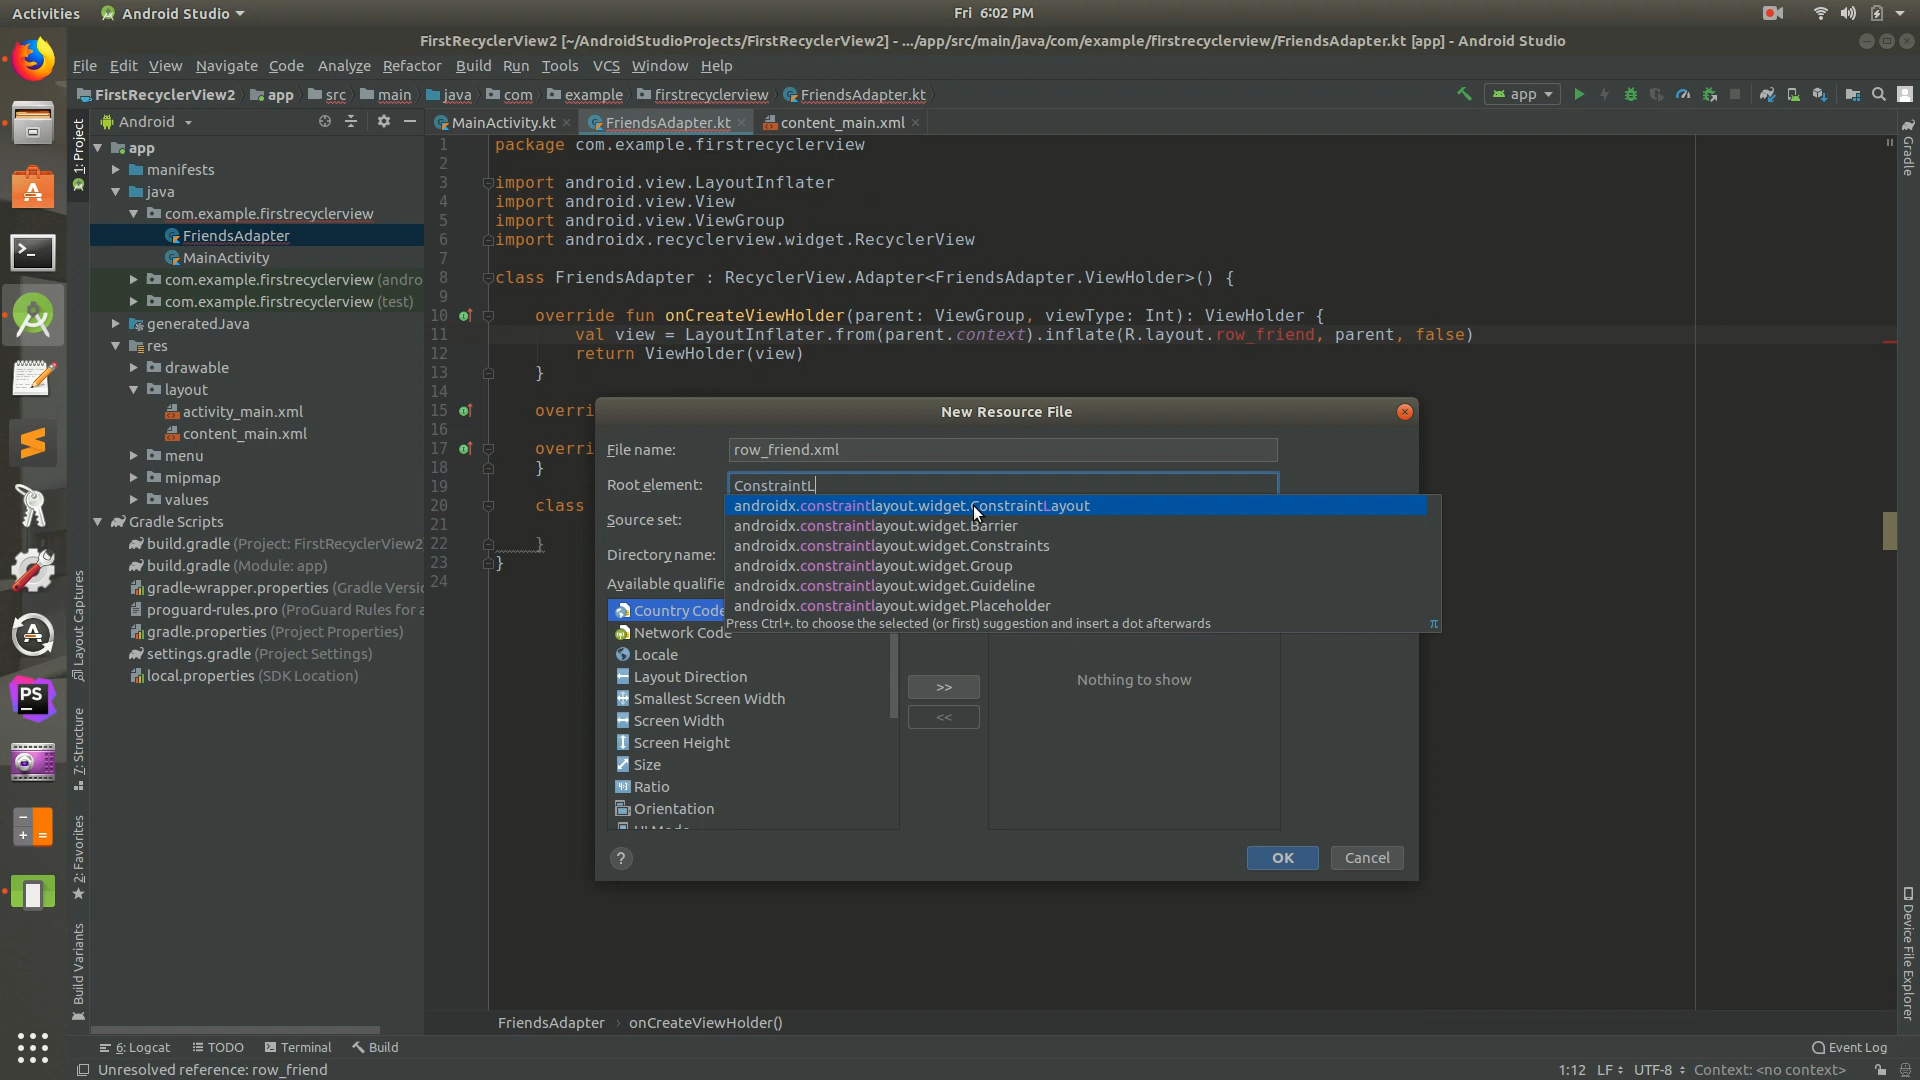 Activities
Android Studio
Fri 6:02 PM
FirstRecyclerView2 [~/AndroidStudioProjects/FirstRecyclerView2] - .../app/src/main/java/com/example/firstrecyclerview/FriendsAdapter.kt [app] - Android Studio
File Edit View Navigate Code Analyze Refactor Build Run Tools VCS Window Help
FirstRecyclerView2 app src main java com example firstrecyclerview FriendsAdapter.kt
app
Android
MainActivity.kt FriendsAdapter.kt content_main.xml
1: Project
Layout Captures
7: Structure
2: Favorites
Build Variants
app
manifests
java
com.example.firstrecyclerview
FriendsAdapter
MainActivity
com.example.firstrecyclerview (andro
com.example.firstrecyclerview (test)
generatedJava
res
drawable
layout
activity_main.xml
content_main.xml
menu
mipmap
values
Gradle Scripts
build.gradle (Project: FirstRecyclerView2
build.gradle (Module: app)
gradle-wrapper.properties (Gradle Versio
proguard-rules.pro (ProGuard Rules for a
gradle.properties (Project Properties)
settings.gradle (Project Settings)
local.properties (SDK Location)
1 package com.example.firstrecyclerview
2
3 import android.view.LayoutInflater
4 import android.view.View
5 import android.view.ViewGroup
6 import androidx.recyclerview.widget.RecyclerView
7
8 class FriendsAdapter : RecyclerView.Adapter<FriendsAdapter.ViewHolder>() {
9
10 override fun onCreateViewHolder(parent: ViewGroup, viewType: Int): ViewHolder {
11 val view = LayoutInflater.from(parent.context).inflate(R.layout.row_friend, parent, false)
12 return ViewHolder(view)
13 }
14
15 overri
16
17 overri
18 }
19
20 class
21
22 }
23 }
24
New Resource File
File name: row_friend.xml
Root element: ConstraintL
androidx.constraintlayout.widget.ConstraintLayout
androidx.constraintlayout.widget.Barrier
androidx.constraintlayout.widget.Constraints
androidx.constraintlayout.widget.Group
androidx.constraintlayout.widget.Guideline
androidx.constraintlayout.widget.Placeholder
Press Ctrl+. to choose the selected (or first) suggestion and insert a dot afterwards
π
Source set:
Directory name:
Available qualifie
Country Code
Network Code
Locale
Layout Direction
Smallest Screen Width
Screen Width
Screen Height
Size
Ratio
Orientation
>>
<<
Nothing to show
?
OK
Cancel
Gradle
Device File Explorer
FriendsAdapter › onCreateViewHolder()
6: Logcat TODO Terminal Build
Event Log
Unresolved reference: row_friend
1:12 LF UTF-8 Context: <no context>
PS